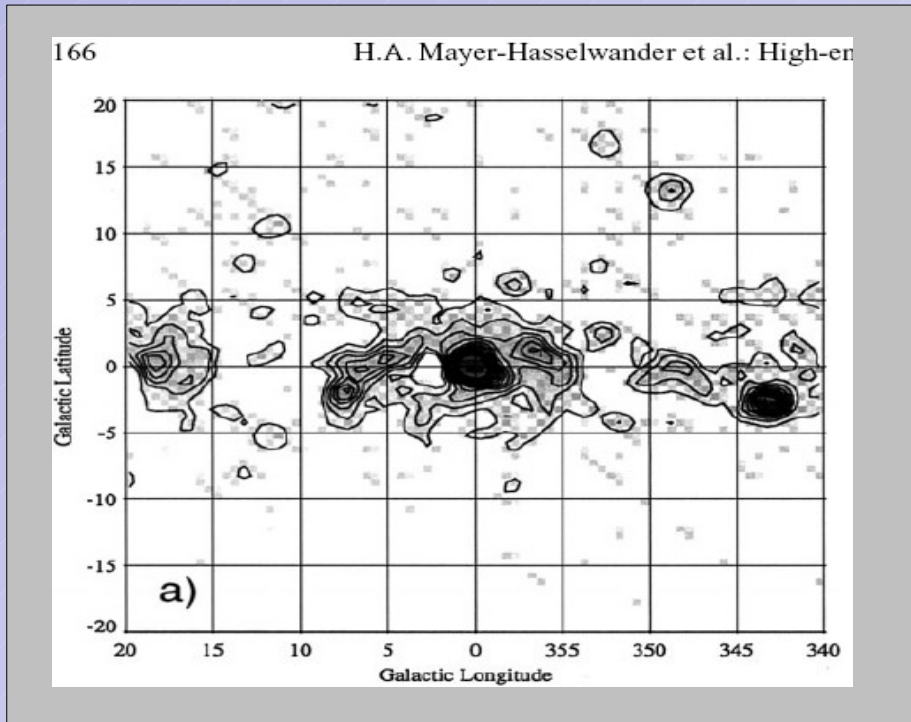 166 H.A. Mayer-Hasselwander et al.: High-en
20
15
10
5
0
-5
-10
-15
-20
Galactic Latitude
a)
20 15 10 5 0 355 350 345 340
Galactic Longitude